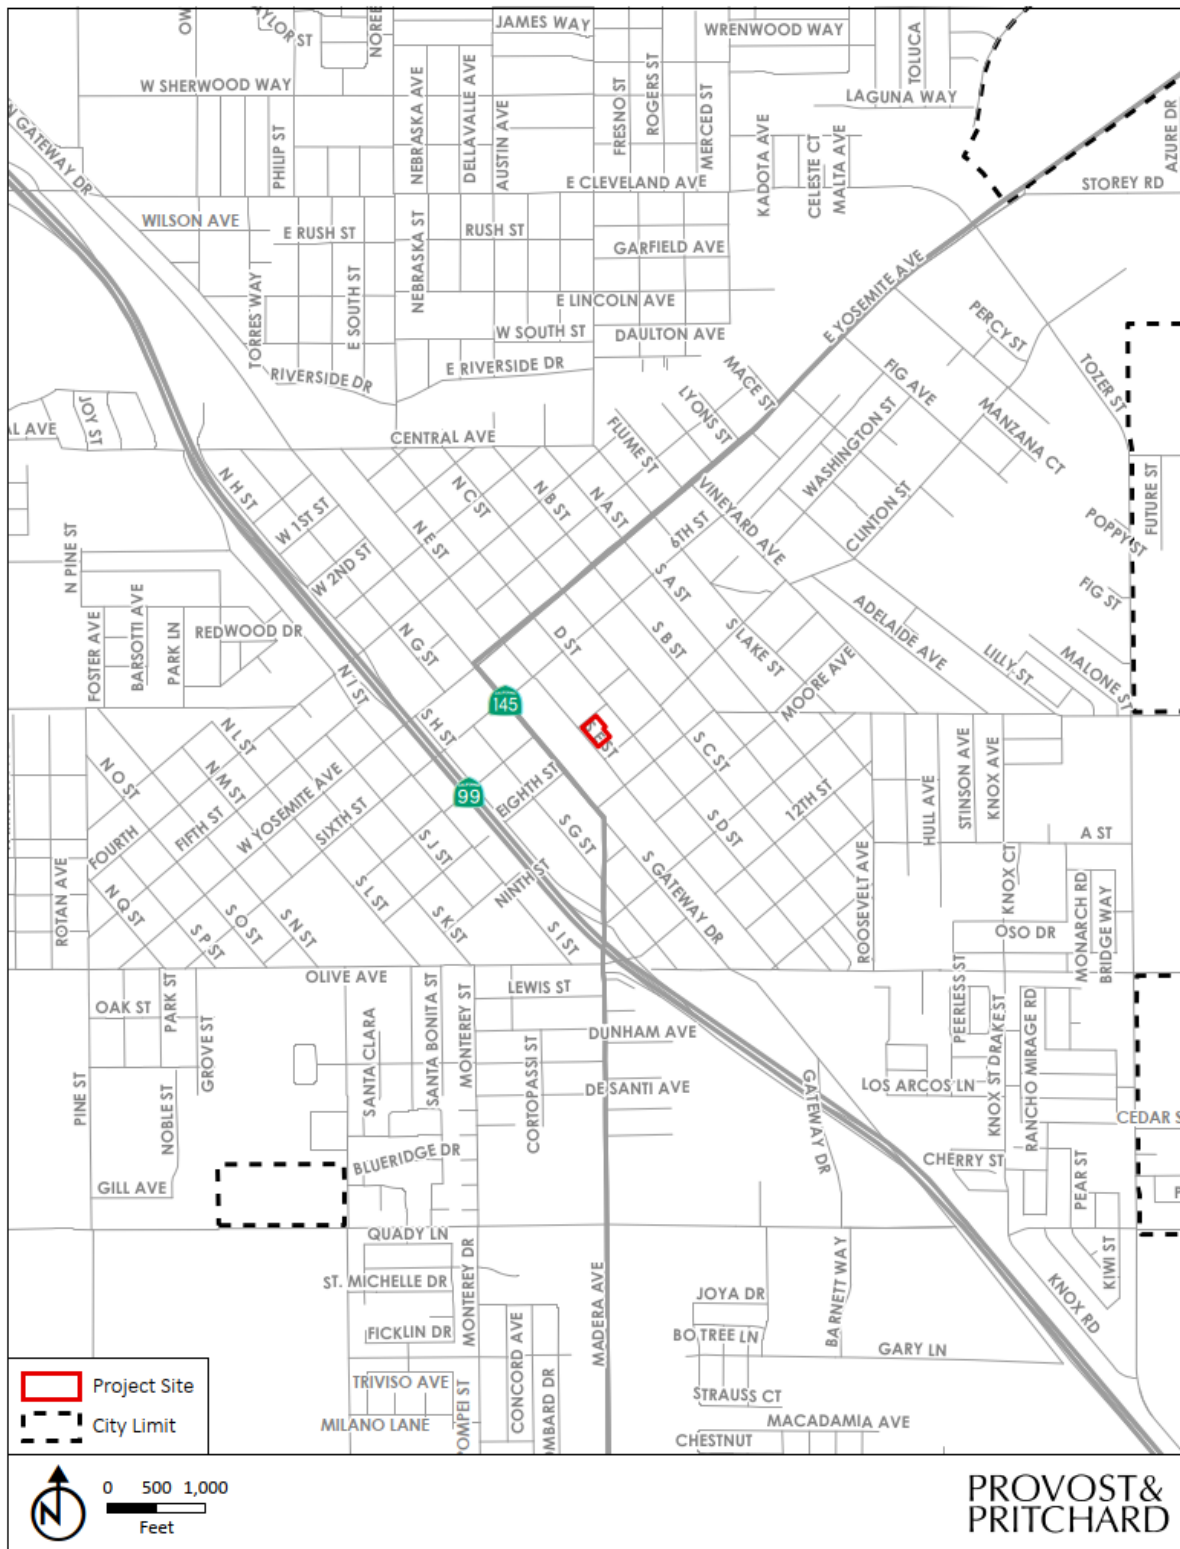 OW
AYLOR ST
NOREE
JAMES WAY
WRENWOOD WAY
TOLUCA
W SHERWOOD WAY
NEBRASKA AVE
DELLAVALLE AVE
AUSTIN AVE
FRESNO ST
ROGERS ST
MERCED ST
LAGUNA WAY
AZURE DR
N GATEWAY DR
PHILIP ST
KADOTA AVE
CELESTE CT
MALTA AVE
E CLEVELAND AVE
STOREY RD
WILSON AVE
E RUSH ST
NEBRASKA ST
RUSH ST
GARFIELD AVE
E YOSEMITE AVE
TORRES WAY
E SOUTH ST
E LINCOLN AVE
W SOUTH ST
DAULTON AVE
PERCY ST
RIVERSIDE DR
E RIVERSIDE DR
MACE ST
FIG AVE
TOZER ST
LYONS ST
JOY ST
AL AVE
CENTRAL AVE
FLUME ST
WASHINGTON ST
MANZANA CT
N H ST
N C ST
N B ST
N A ST
VINEYARD AVE
CLINTON ST
FUTURE ST
W 1ST ST
N E ST
6TH ST
POPPY ST
N PINE ST
W 2ND ST
S A ST
FIG ST
FOSTER AVE
BARSOTTI AVE
PARK LN
REDWOOD DR
N G ST
D ST
S B ST
S LAKE ST
ADELAIDE AVE
LILLY ST
MALONE ST
N I ST
MOORE AVE
145
S H ST
S E ST
S C ST
N L ST
N O ST
N M ST
W YOSEMITE AVE
99
EIGHTH ST
12TH ST
HULL AVE
STINSON AVE
KNOX AVE
FOURTH
FIFTH ST
SIXTH ST
S J ST
S G ST
S D ST
A ST
ROTAN AVE
N Q ST
S P ST
S O ST
S N ST
S L ST
S K ST
NINTH ST
S I ST
S GATEWAY DR
ROOSEVELT AVE
KNOX CT
MONARCH RD
BRIDGE WAY
OSO DR
OLIVE AVE
OAK ST
PARK ST
GROVE ST
SANTA CLARA
SANTA BONITA ST
MONTEREY ST
LEWIS ST
DUNHAM AVE
PEERLESS ST
DRAKE ST
KNOX ST
RANCHO MIRAGE RD
PINE ST
NOBLE ST
CORTOPASSI ST
DE SANTI AVE
GATEWAY DR
LOS ARCOS LN
CEDAR S
BLUERIDGE DR
CHERRY ST
PEAR ST
GILL AVE
QUADY LN
ST. MICHELLE DR
MONTEREY DR
MADERA AVE
BARNETT WAY
KIWI ST
KNOX RD
JOYA DR
FICKLIN DR
CONCORD AVE
BO TREE LN
GARY LN
TRIVISO AVE
STRAUSS CT
MILANO LANE
POMPEI ST
OMBARD DR
MACADAMIA AVE
CHESTNUT
Project Site
City Limit
N
0 500 1,000
Feet
PROVOST&
PRITCHARD